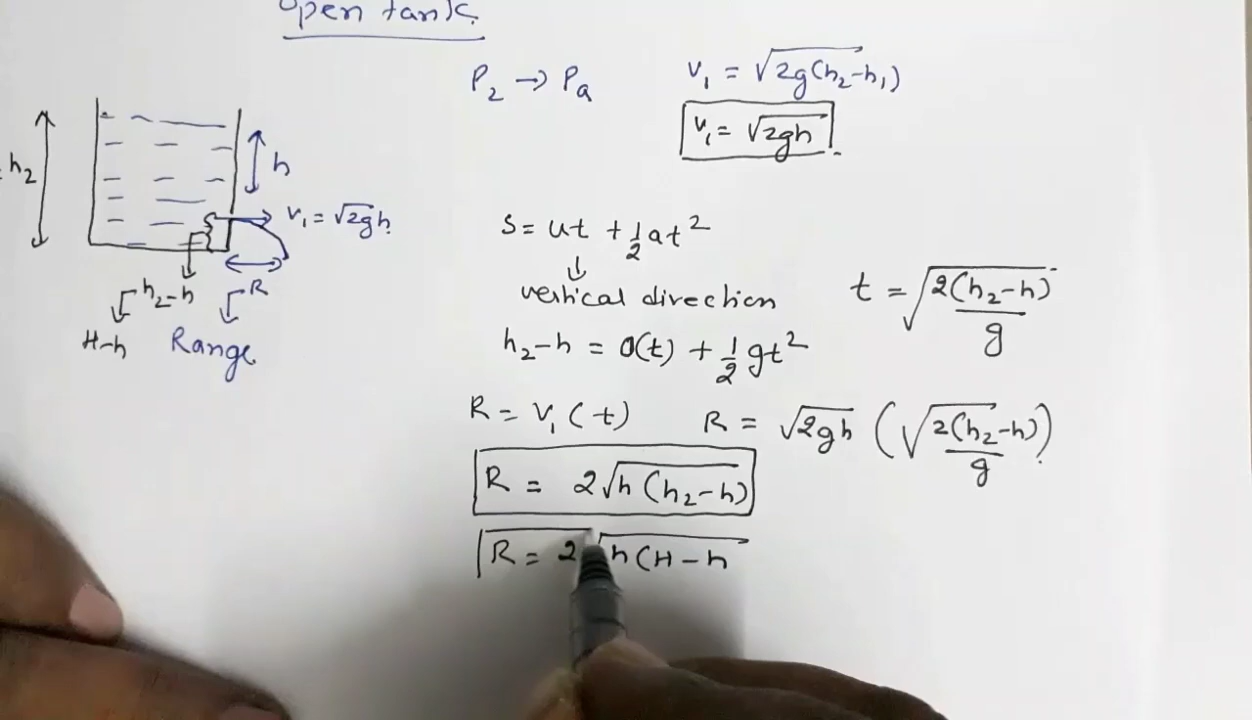 Open tank
P₂ → Pₐ
v₁ = √2g(h₂-h₁)
v₁ = √2gh
h₂
h
v₁ = √2gh
h₂-h
R
H-h
Range
S = ut + ½at²
vertical direction
h₂-h = 0(t) + ½gt²
t = √2(h₂-h)/g
R = V₁(t)
R = √2gh (√2(h₂-h)/g)
R = 2√h(h₂-h)
R = 2√h(H-h